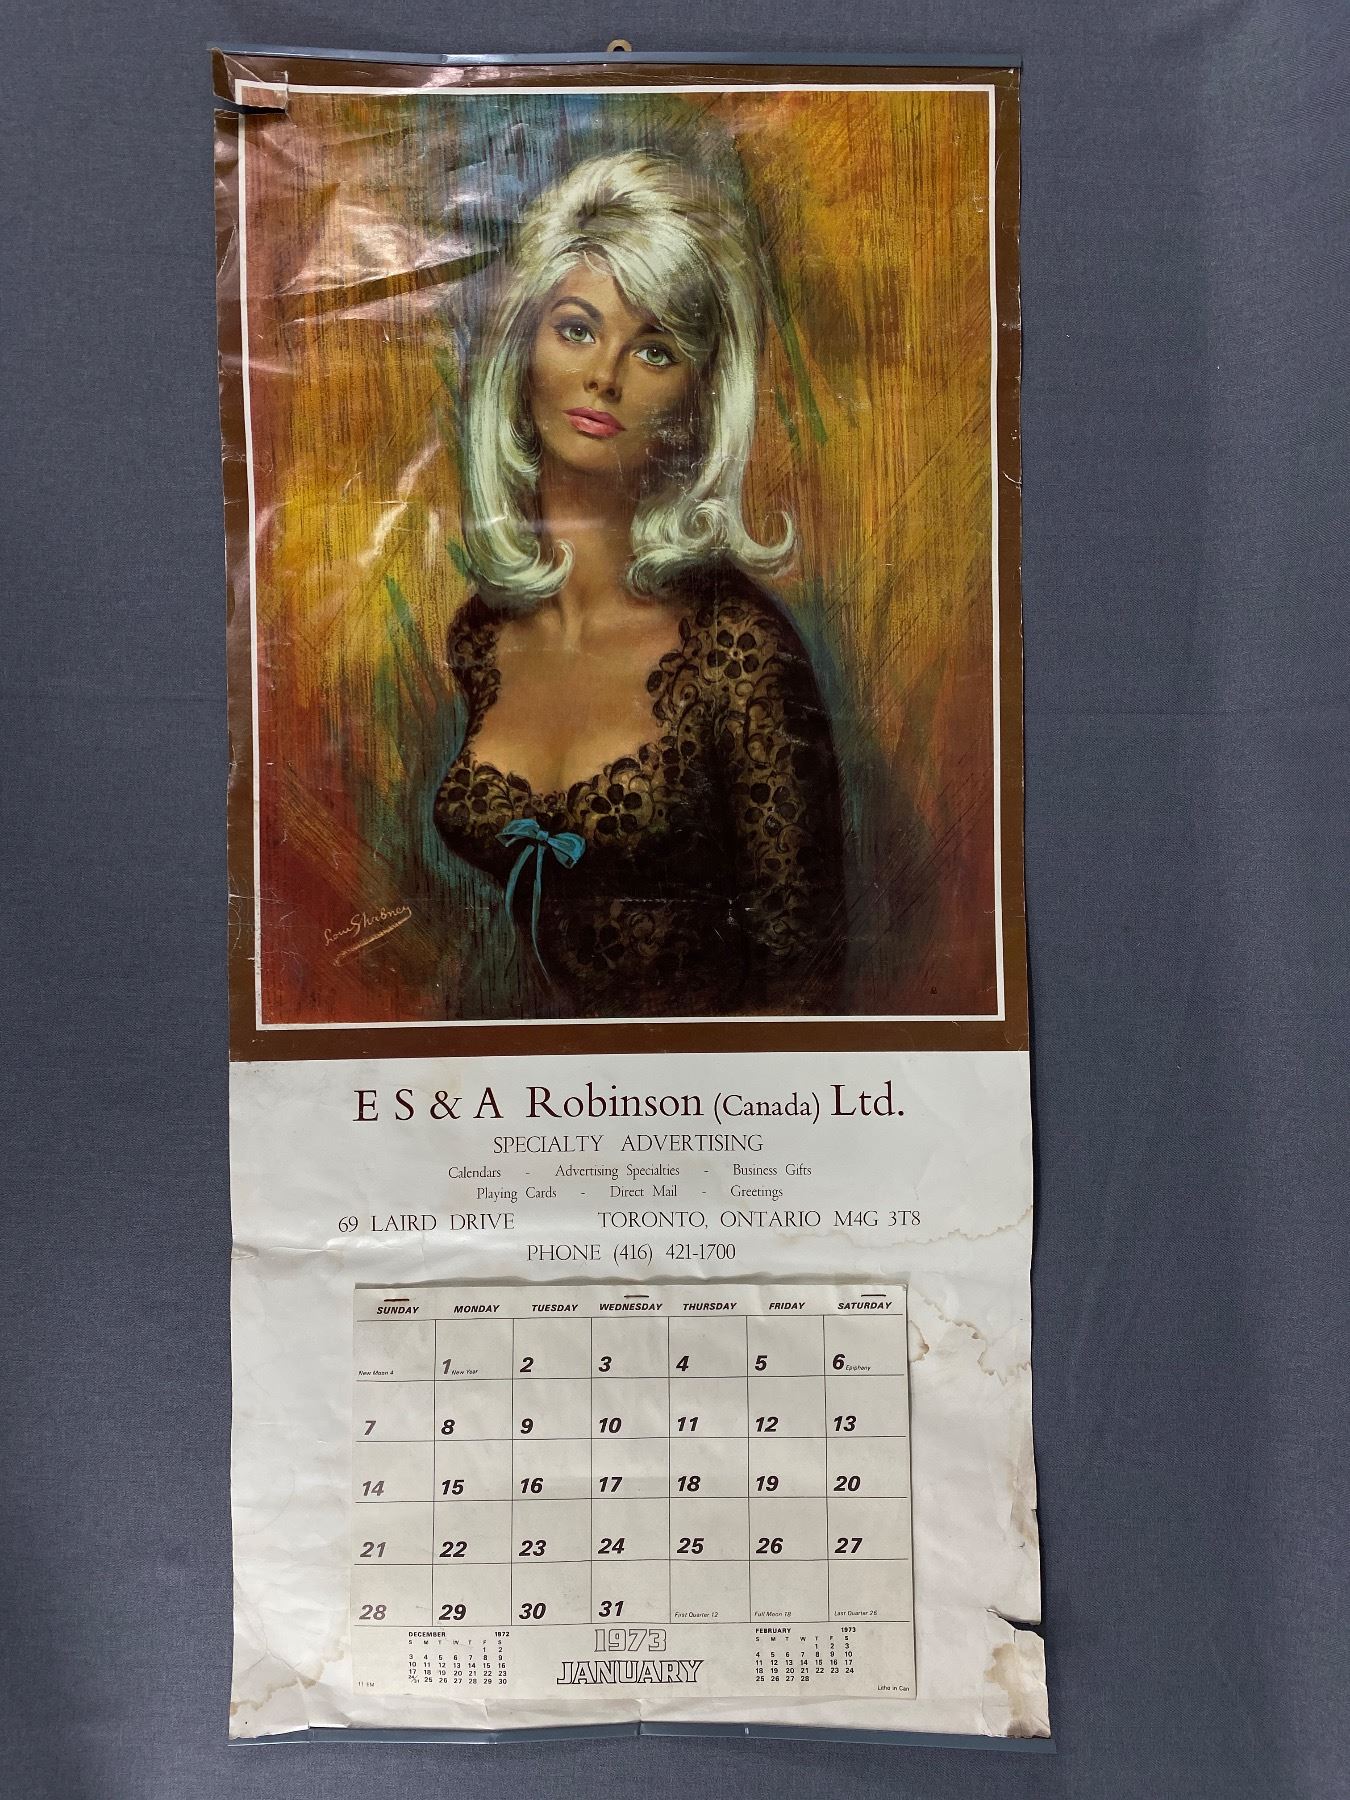 Lou Shabner
E S & A Robinson (Canada) Ltd.
SPECIALTY ADVERTISING
Calendars - Advertising Specialties - Business Gifts
Playing Cards - Direct Mail - Greetings
69 LAIRD DRIVE TORONTO, ONTARIO M4G 3T8
PHONE (416) 421-1700
SUNDAY MONDAY TUESDAY WEDNESDAY THURSDAY FRIDAY SATURDAY
New Moon 4 1 New Year 2 3 4 5 6 Epiphany
7 8 9 10 11 12 13
14 15 16 17 18 19 20
21 22 23 24 25 26 27
28 29 30 31 First Quarter 12 Full Moon 18 Last Quarter 26
DECEMBER 1972
S M T W T F S
1 2
3 4 5 6 7 8 9
10 11 12 13 14 15 16
17 18 19 20 21 22 23
24/31 25 26 27 28 29 30
11 EM
1973
JANUARY
FEBRUARY 1973
S M T W T F S
1 2 3
4 5 6 7 8 9 10
11 12 13 14 15 16 17
18 19 20 21 22 23 24
25 26 27 28
Litho in Can